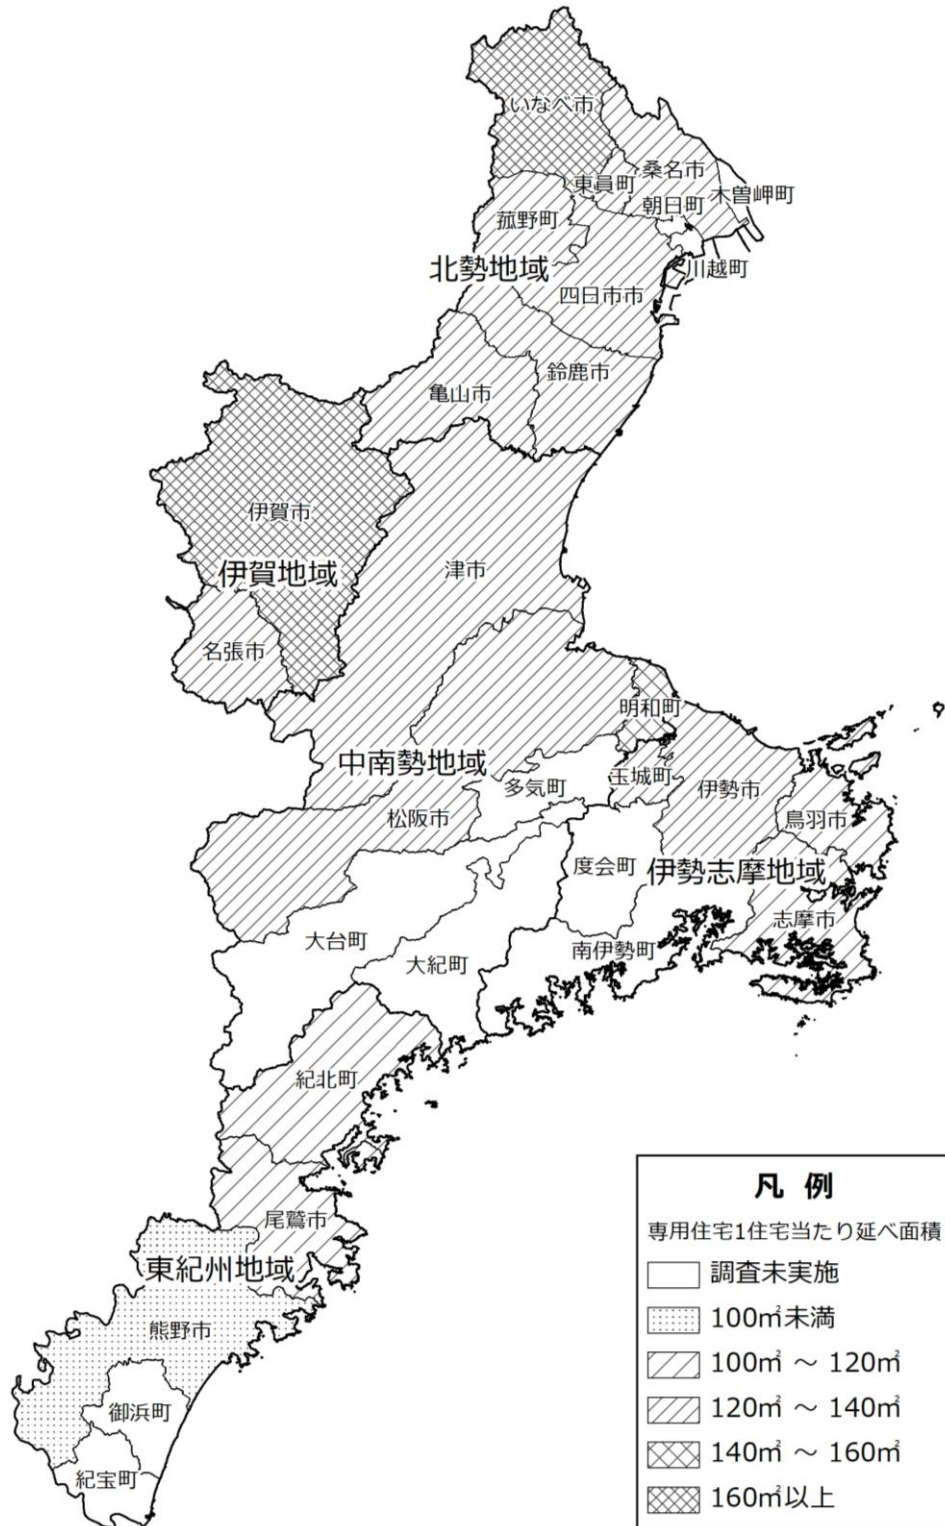 いなべ市
桑名市
東員町
木曽岬町
朝日町
菰野町
北勢地域
川越町
四日市市
鈴鹿市
亀山市
伊賀市
伊賀地域
津市
名張市
明和町
中南勢地域
玉城町
多気町
伊勢市
松阪市
鳥羽市
度会町
伊勢志摩地域
志摩市
大台町
南伊勢町
大紀町
紀北町
尾鷲市
東紀州地域
熊野市
御浜町
紀宝町
凡 例
専用住宅1住宅当たり延べ面積
調査未実施
100㎡未満
100㎡ ～ 120㎡
120㎡ ～ 140㎡
140㎡ ～ 160㎡
160㎡以上